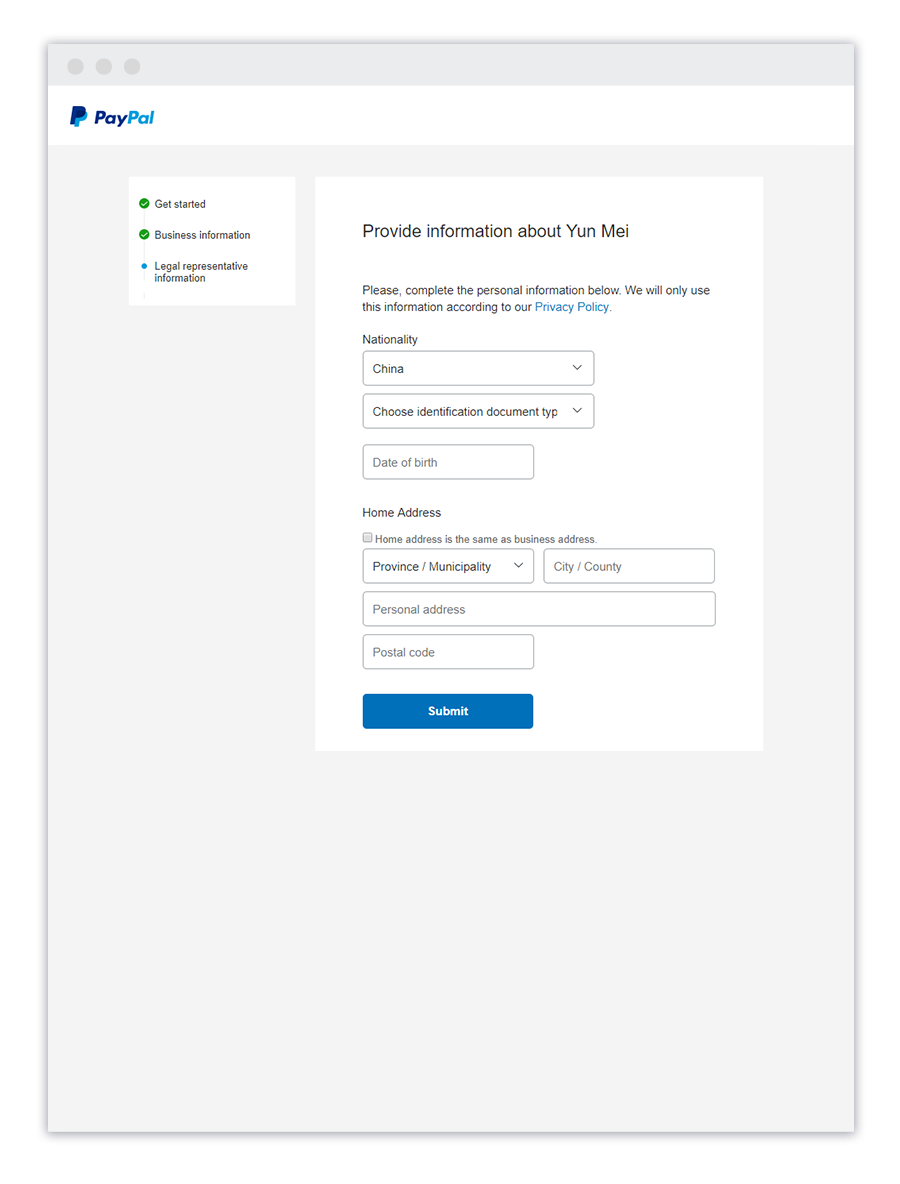 PayPal
Get started
Business information
Legal representative
information
Provide information about Yun Mei
Please, complete the personal information below. We will only use
this information according to our Privacy Policy.
Nationality
China
Choose identification document typ
Date of birth
Home Address
Home address is the same as business address.
Province / Municipality
City / County
Personal address
Postal code
Submit